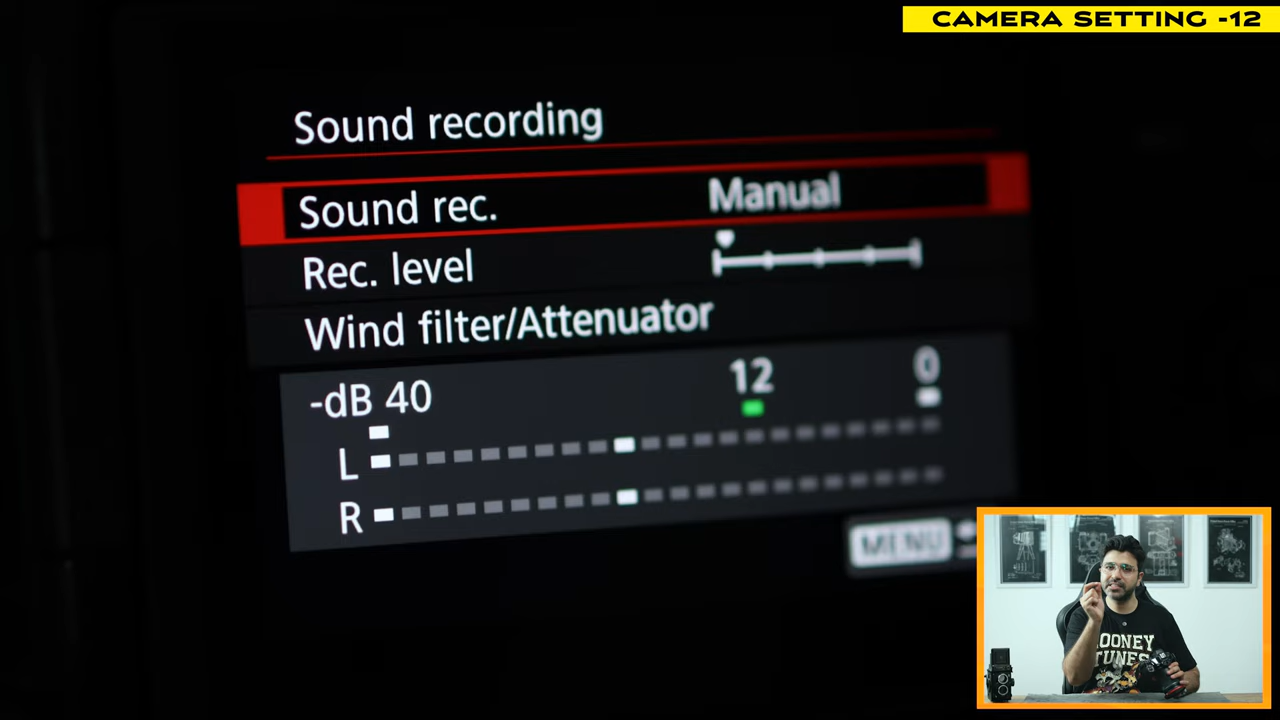 CAMERA SETTING -12
Sound recording
Sound rec. Manual
Rec. level
Wind filter/Attenuator
-dB 40 12 0
L
R
MENU
LOONEY
TUNES